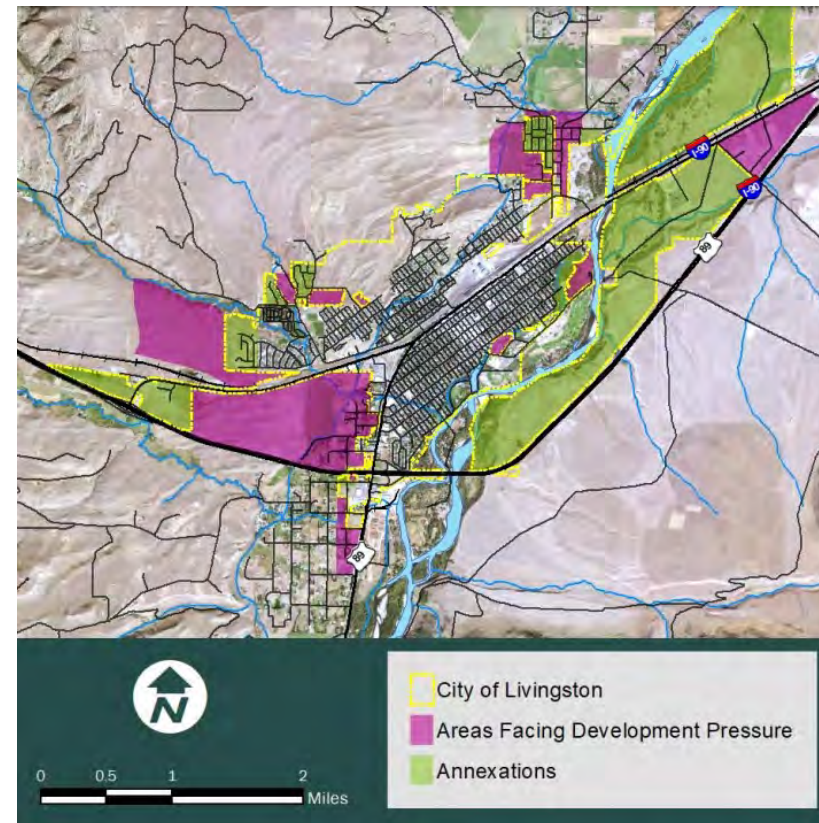 I-90
I-90
89
89
N
City of Livingston
Areas Facing Development Pressure
Annexations
0 0.5 1 2
Miles